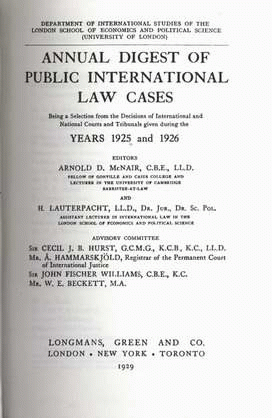 DEPARTMENT OF INTERNATIONAL STUDIES OF THE
LONDON SCHOOL OF ECONOMICS AND POLITICAL SCIENCE
(UNIVERSITY OF LONDON)
ANNUAL DIGEST OF
PUBLIC INTERNATIONAL
LAW CASES
Being a Selection from the Decisions of International and
National Courts and Tribunals given during the
YEARS 1925 and 1926
EDITORS
ARNOLD D. McNAIR, C.B.E., LL.D.
FELLOW OF GONVILLE AND CAIUS COLLEGE AND
LECTURER IN THE UNIVERSITY OF CAMBRIDGE
BARRISTER-AT-LAW
AND
H. LAUTERPACHT, LL.D., DR. JUR., DR. SC. POL.
ASSISTANT LECTURER IN INTERNATIONAL LAW IN THE
LONDON SCHOOL OF ECONOMICS AND POLITICAL SCIENCE
ADVISORY COMMITTEE
SIR CECIL J. B. HURST, G.C.M.G., K.C.B., K.C., LL.D.
MR. Å. HAMMARSKJÖLD, Registrar of the Permanent Court
of International Justice
SIR JOHN FISCHER WILLIAMS, C.B.E., K.C.
MR. W. E. BECKETT, M.A.
LONGMANS, GREEN AND CO.
LONDON • NEW YORK • TORONTO
1929